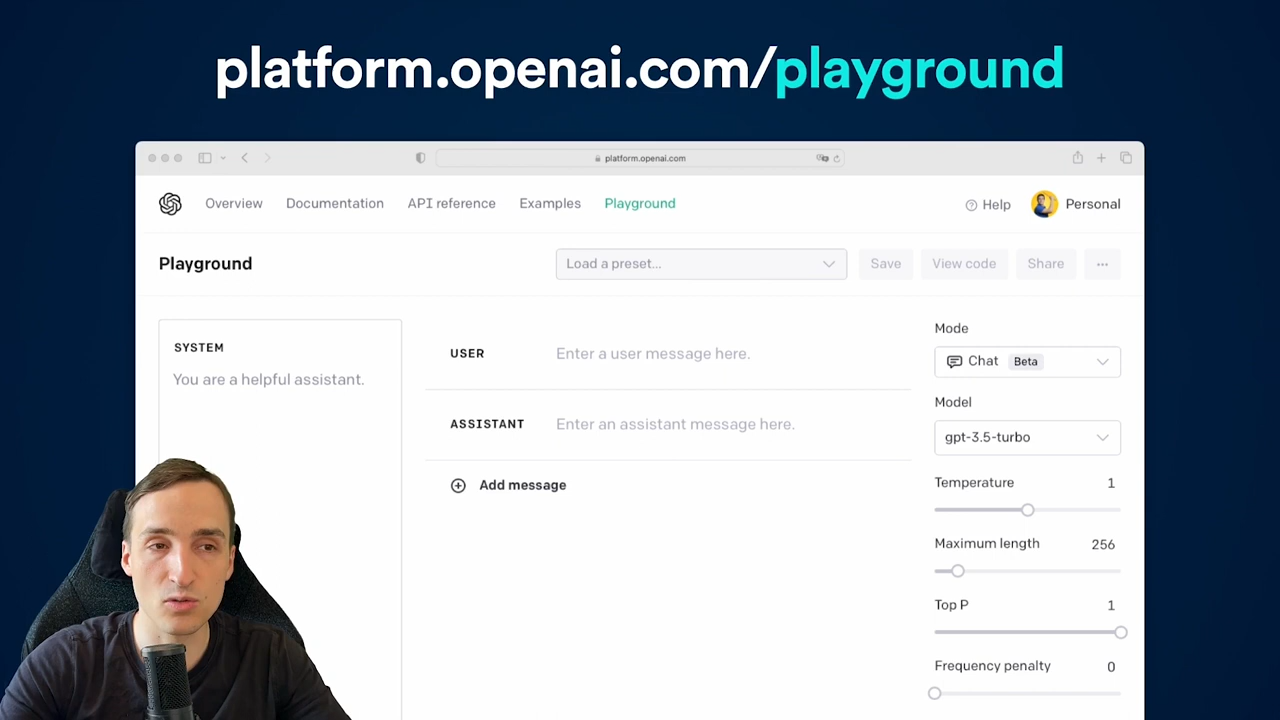 platform.openai.com/playground
platform.openai.com
Overview Documentation API reference Examples Playground Help Personal
Playground Load a preset... Save View code Share ...
SYSTEM
You are a helpful assistant.
USER Enter a user message here.
ASSISTANT Enter an assistant message here.
Add message
Mode
Chat Beta
Model
gpt-3.5-turbo
Temperature 1
Maximum length 256
Top P 1
Frequency penalty 0